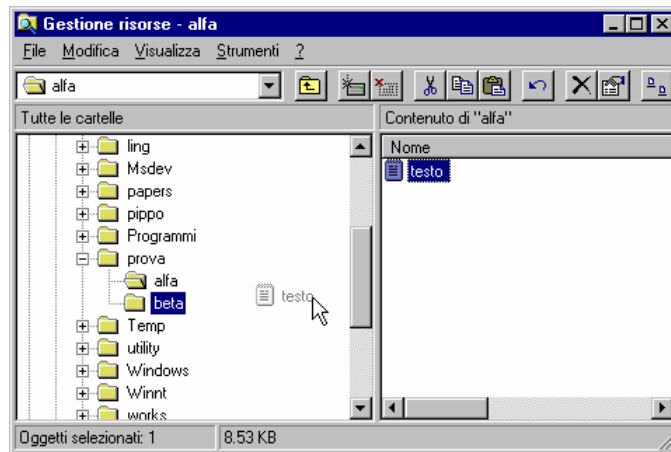 Gestione risorse - alfa
File Modifica Visualizza Strumenti ?
alfa
Tutte le cartelle
Contenuto di "alfa"
Nome
ling
Msdev
papers
pippo
Programmi
prova
alfa
beta
Temp
utility
Windows
Winnt
works
testo
testo
Oggetti selezionati: 1
8.53 KB